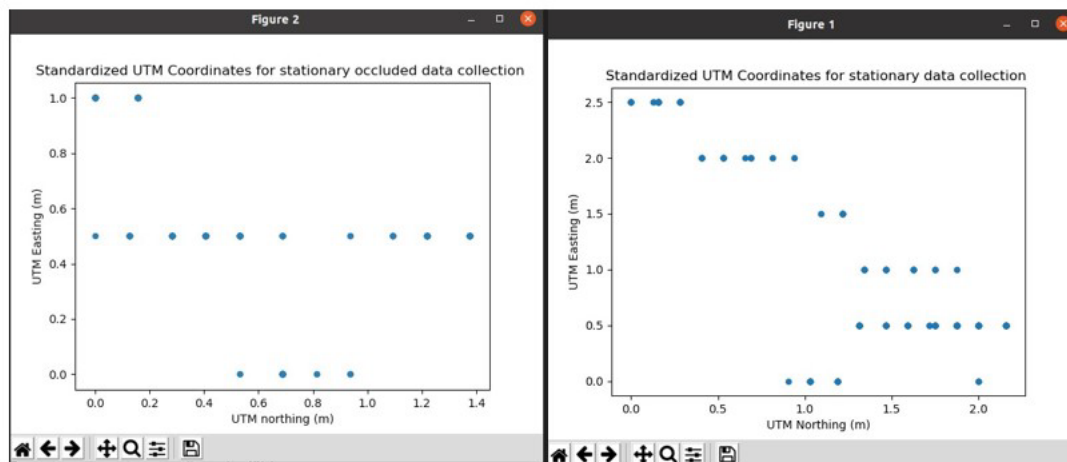 Figure 2
Standardized UTM Coordinates for stationary occluded data collection
1.0
0.8
0.6
0.4
0.2
0.0
UTM Easting (m)
0.0 0.2 0.4 0.6 0.8 1.0 1.2 1.4
UTM northing (m)
Figure 1
Standardized UTM Coordinates for stationary data collection
2.5
2.0
1.5
1.0
0.5
0.0
UTM Easting (m)
0.0 0.5 1.0 1.5 2.0
UTM Northing (m)